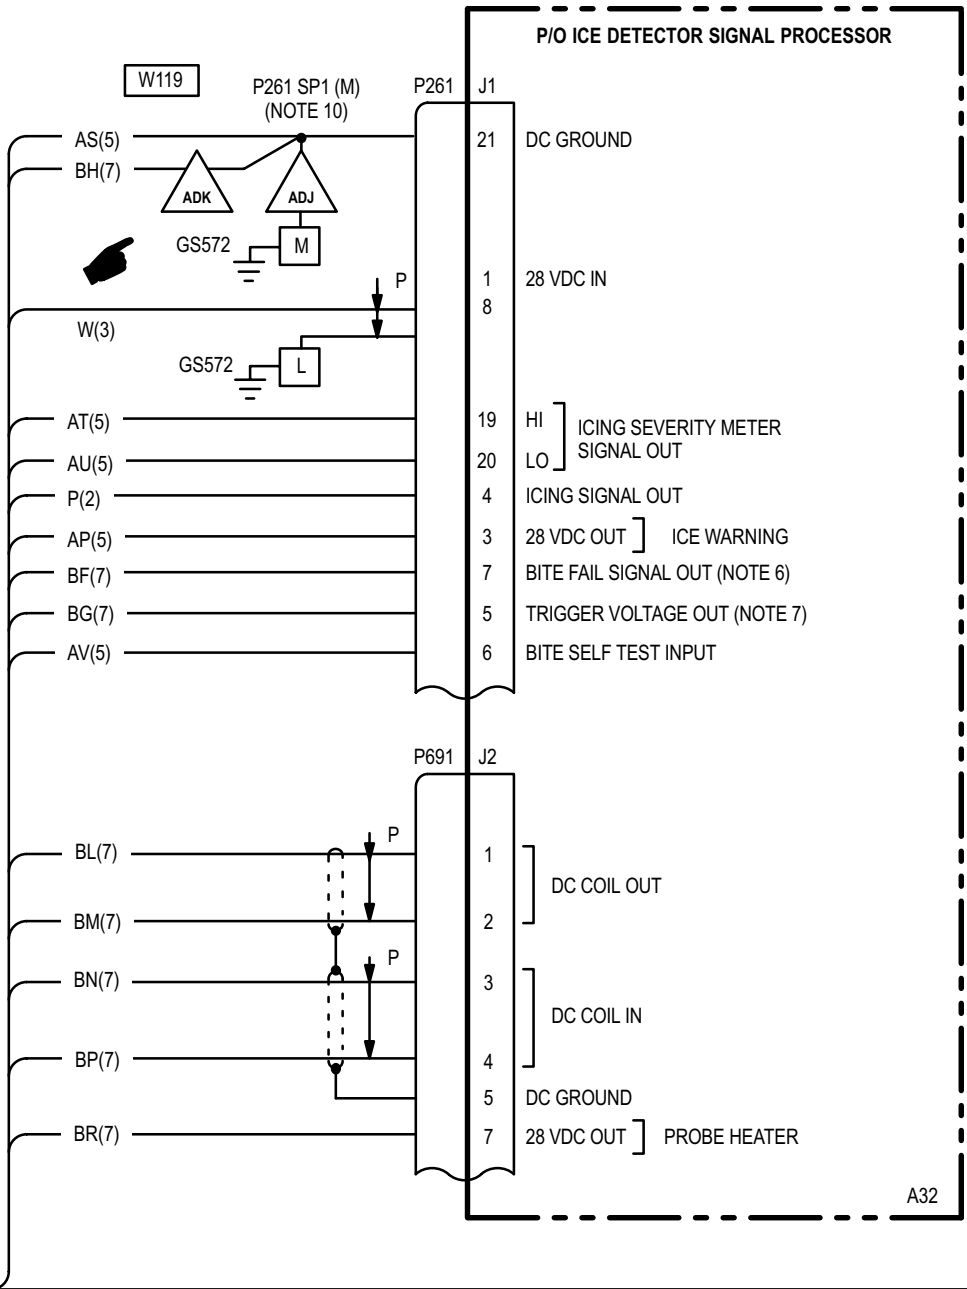 P/O ICE DETECTOR SIGNAL PROCESSOR
W119
P261 SP1 (M)
(NOTE 10)
P261 J1
AS(5) 21 DC GROUND
BH(7)
ADK ADJ
GS572 M
P 1 28 VDC IN
8
W(3)
GS572 L
AT(5) 19 HI ICING SEVERITY METER
SIGNAL OUT
AU(5) 20 LO
P(2) 4 ICING SIGNAL OUT
AP(5) 3 28 VDC OUT ICE WARNING
BF(7) 7 BITE FAIL SIGNAL OUT (NOTE 6)
BG(7) 5 TRIGGER VOLTAGE OUT (NOTE 7)
AV(5) 6 BITE SELF TEST INPUT
P691 J2
P
BL(7) 1
DC COIL OUT
BM(7) 2
P
BN(7) 3
DC COIL IN
BP(7) 4
5 DC GROUND
BR(7) 7 28 VDC OUT PROBE HEATER
A32